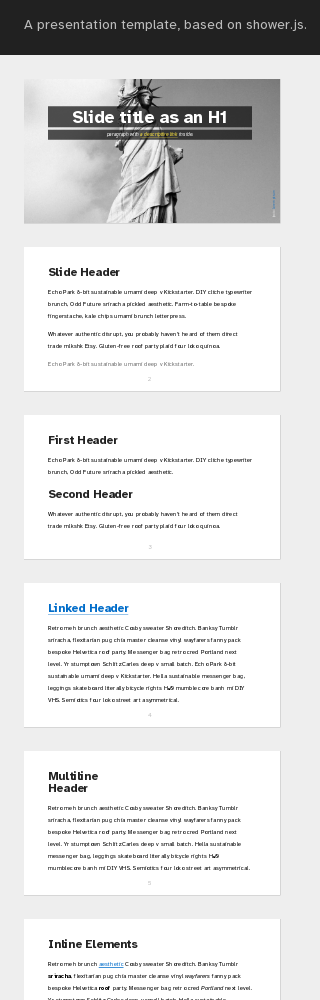 A presentation template, based on shower.js.
Slide title as an H1
paragraph with a descriptive link inside.
Slide Header
Echo Park 8-bit sustainable umami deep v Kickstarter. DIY cliche typewriter
brunch. Odd Future sriracha pickled aesthetic. Farm-to-table bespoke
fingerstache, kale chips umami brunch letterpress.
Whatever authentic disrupt, you probably haven't heard of them direct
trade mlkshk Etsy. Gluten-free roof party plaid four loko quinoa.
Echo Park 8-bit sustainable umami deep v Kickstarter.
2
First Header
Echo Park 8-bit sustainable umami deep v Kickstarter. DIY cliche typewriter
brunch. Odd Future sriracha pickled aesthetic.
Second Header
Whatever authentic disrupt, you probably haven't heard of them direct
trade mlkshk Etsy. Gluten-free roof party plaid four loko quinoa.
3
Linked Header
Retro meh brunch aesthetic Cosby sweater Shoreditch. Banksy Tumblr
sriracha, flexitarian pug chia master cleanse vinyl wayfarers fanny pack
bespoke Helvetica roof party. Messenger bag retro cred Portland next
level. Yr stumptown Schlitz Carles deep v small batch. Echo Park 8-bit
sustainable umami deep v Kickstarter. Hella sustainable messenger bag,
leggings skateboard literally bicycle rights H&M mumblecore banh mi DIY
VHS. Semiotics four loko street art asymmetrical.
4
Multiline
Header
Retro meh brunch aesthetic Cosby sweater Shoreditch. Banksy Tumblr
sriracha, flexitarian pug chia master cleanse vinyl wayfarers fanny pack
bespoke Helvetica roof party. Messenger bag retro cred Portland next
level. Yr stumptown Schlitz Carles deep v small batch. Hella sustainable
messenger bag, leggings skateboard literally bicycle rights H&M
mumblecore banh mi DIY VHS. Semiotics four loko street art asymmetrical.
5
Inline Elements
Retro meh brunch aesthetic Cosby sweater Shoreditch. Banksy Tumblr
sriracha, flexitarian pug chia master cleanse vinyl wayfarers fanny pack
bespoke Helvetica roof party. Messenger bag retro cred Portland next level.